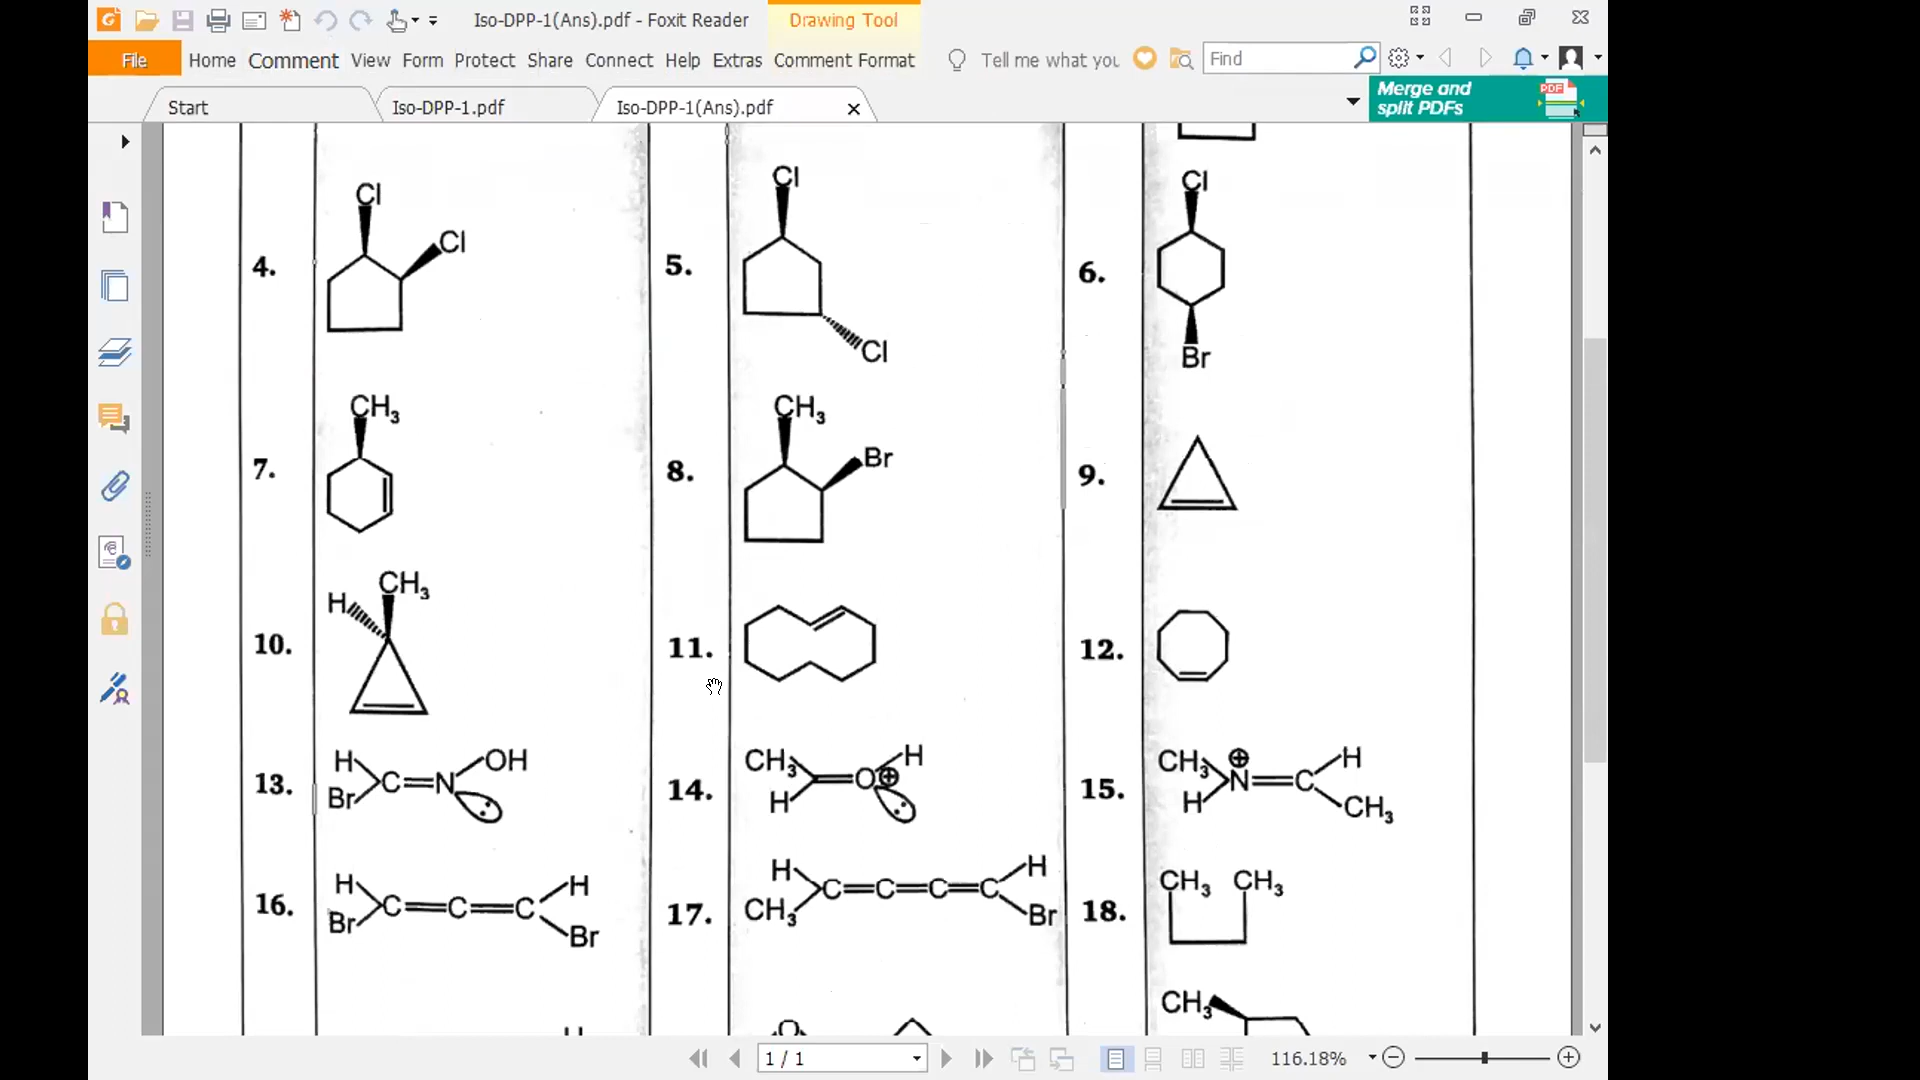 Iso-DPP-1(Ans).pdf - Foxit Reader
Drawing Tool
File Home Comment View Form Protect Share Connect Help Extras Comment Format Tell me what you Find
Start Iso-DPP-1.pdf Iso-DPP-1(Ans).pdf
Merge and
split PDFs
PDF
4. Cl Cl
5. Cl Cl
6. Cl Br
7. CH₃
8. CH₃ Br
9.
10. H CH₃
11.
12.
13. H Br C=N OH
14. CH₃ H =O⊕ H
15. CH₃ H N⊕=C H CH₃
16. H Br C=C=C H Br
17. H CH₃ C=C=C=C H Br
18. CH₃ CH₃
CH₃
1 / 1
116.18%